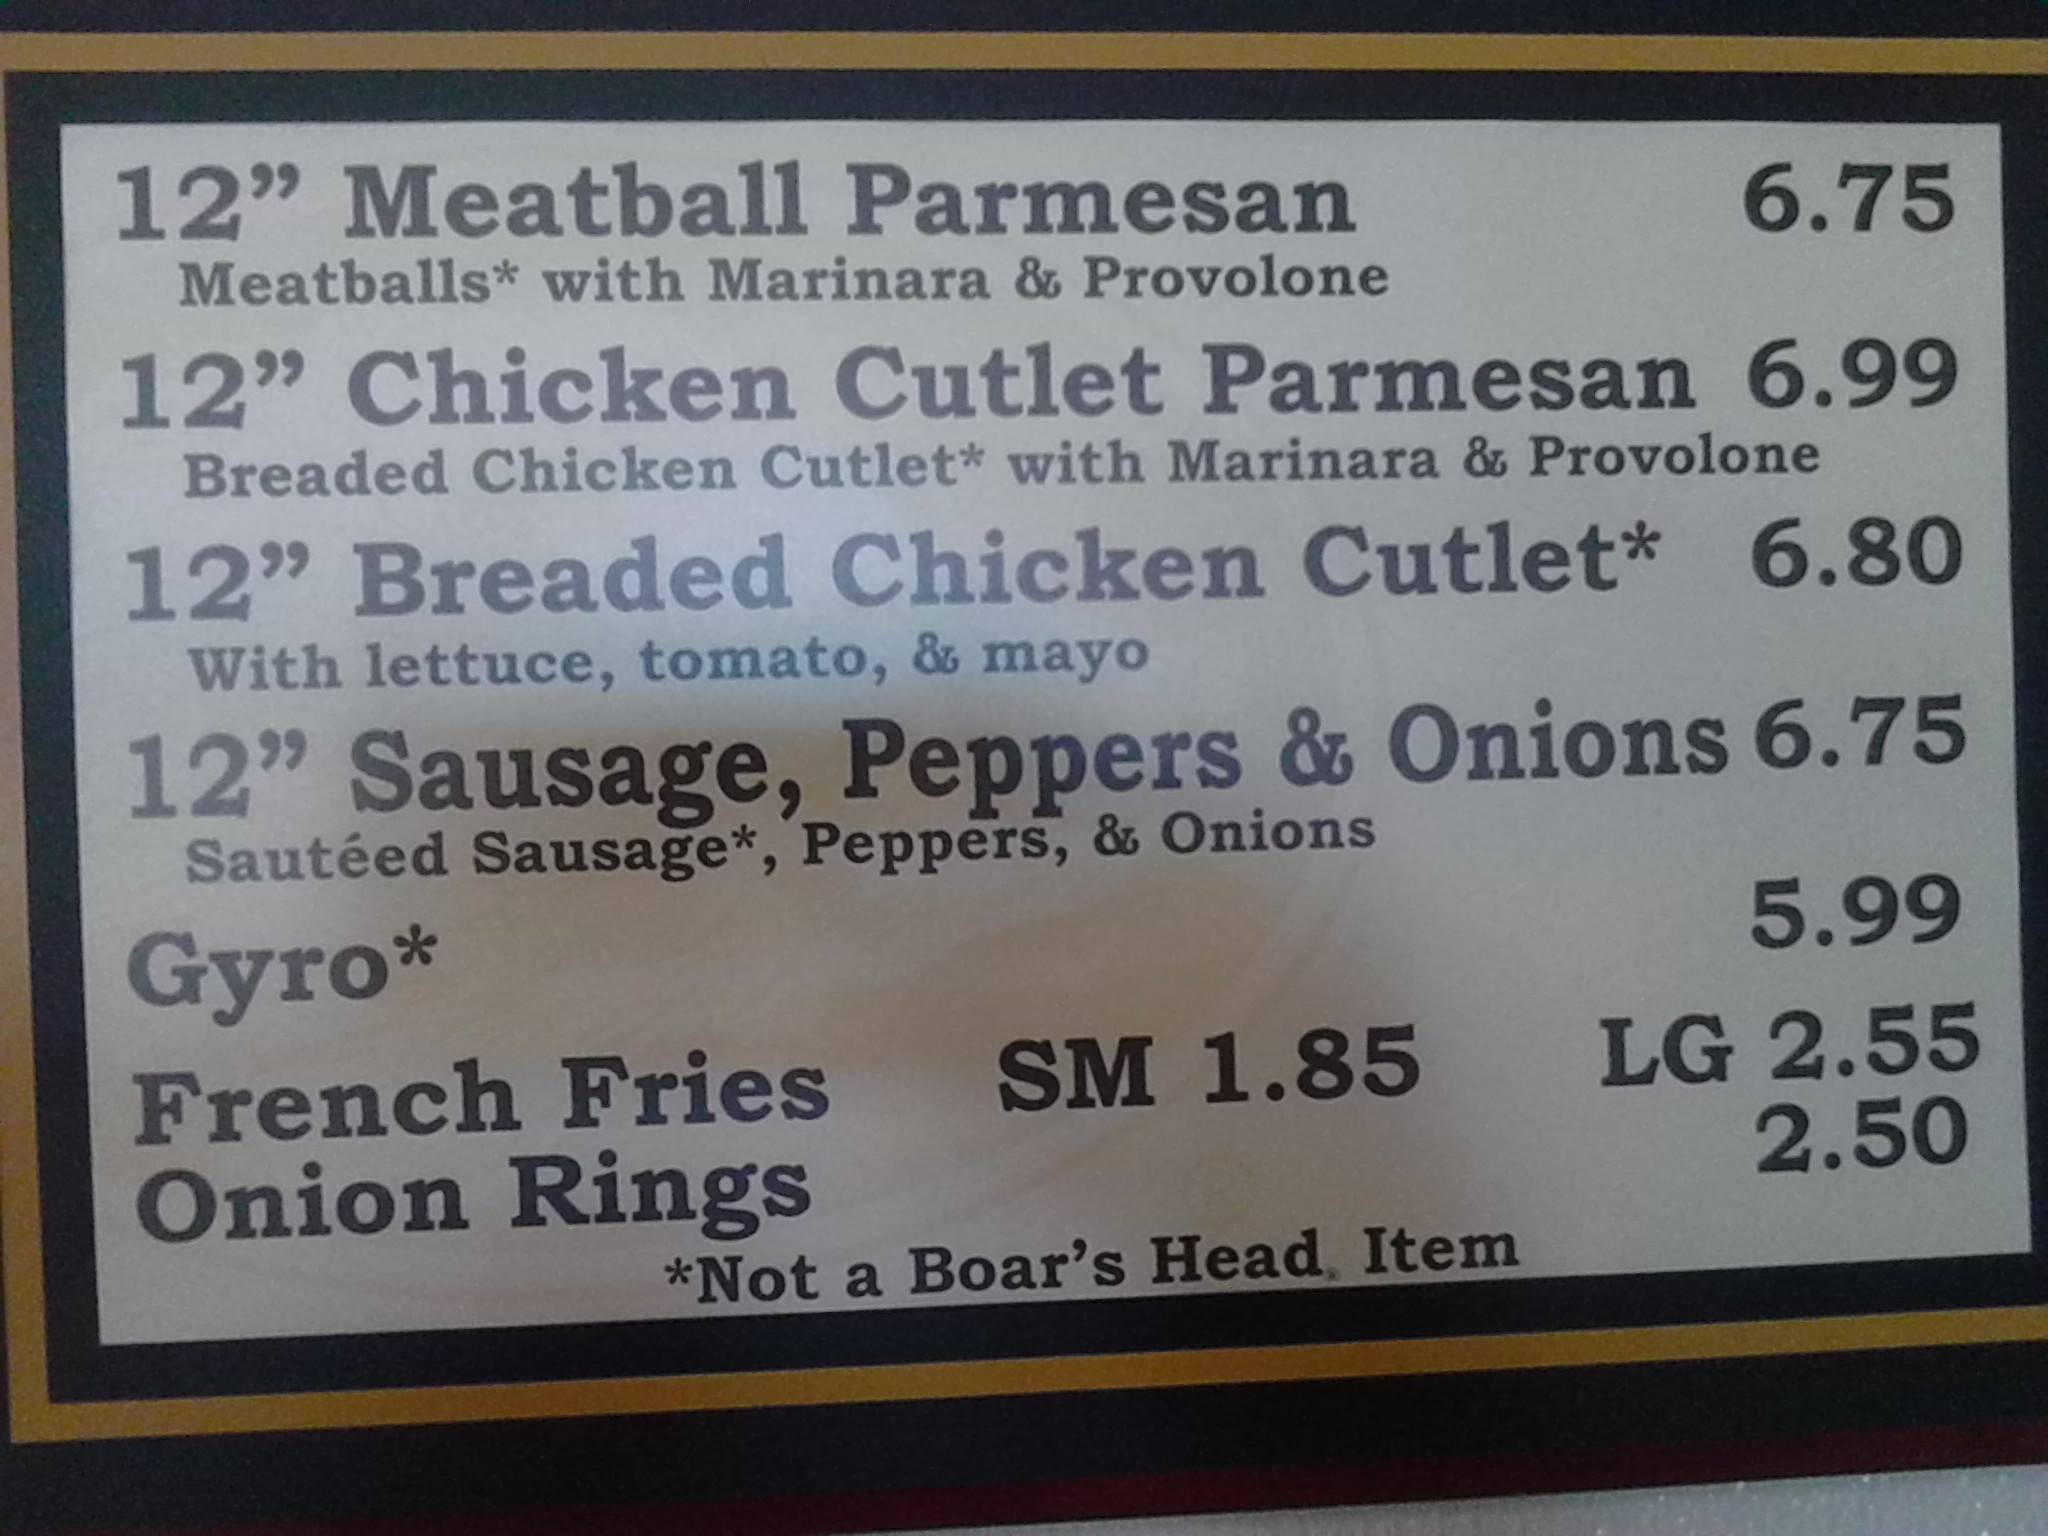 12” Meatball Parmesan 6.75
Meatballs* with Marinara & Provolone
12” Chicken Cutlet Parmesan 6.99
Breaded Chicken Cutlet* with Marinara & Provolone
12” Breaded Chicken Cutlet* 6.80
With lettuce, tomato, & mayo
12” Sausage, Peppers & Onions 6.75
Sautéed Sausage*, Peppers, & Onions
Gyro* 5.99
French Fries SM 1.85 LG 2.55
Onion Rings 2.50
*Not a Boar’s Head® Item